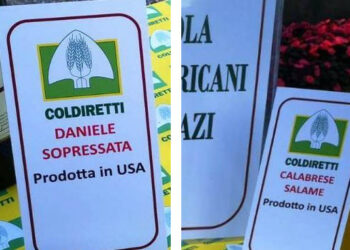 COLDIRETTI
DANIELE
SOPRESSATA
Prodotta in USA
OLA
RICANI
AZI
COLDIRETTI
CALABRESE
SALAME
Prodotto in USA